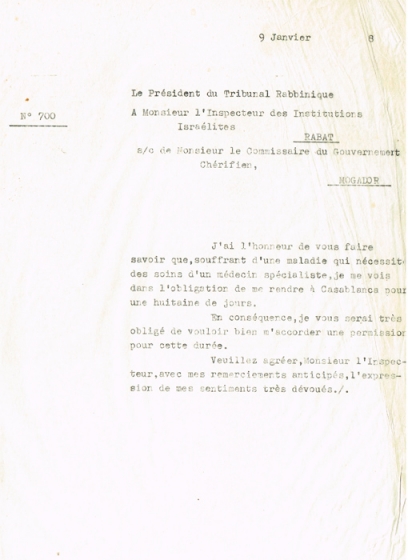 9 Janvier 8
Le Président du Tribunal Rabbinique
N° 700
A Monsieur l'Inspecteur des Institutions
Israélites
RABAT
s/c de Monsieur le Commissaire du Gouvernement
Chérifien,
MOGADOR
J'ai l'honneur de vous faire
savoir que,souffrant d'une maladie qui nécessite
des soins d'un médecin spécialiste,je me vois
dans l'obligation de me rendre à Casablanca pour
une huitaine de jours.
En conséquence,je vous serai très
obligé de vouloir bien m'accorder une permission
pour cette durée.
Veuillez agréer,Monsieur l'Inspec-
teur,avec mes remerciements anticipés,l'expres-
sion de mes sentiments très dévoués./.